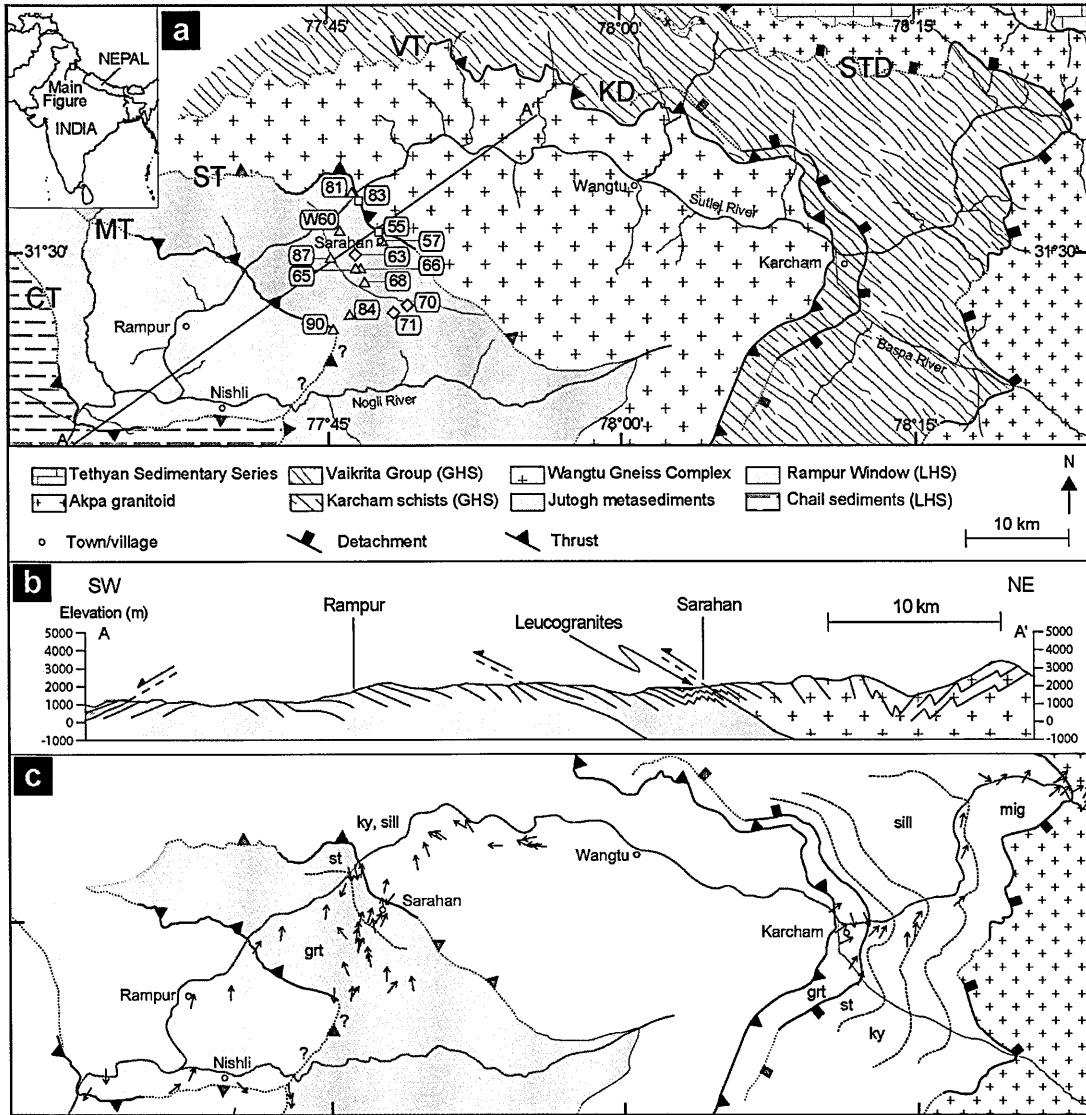 a
77°45'
78°00'
78°15'
NEPAL
Main
Figure
INDIA
VT
KD
STD
A'
ST
81
83
Wangtu
Sutlej River
MT
W60
55
Sarahan
57
31°30'
87
63
66
31°30'
65
68
Karcham
CT
Rampur
84
70
90
71
?
Baspa River
Nishli
?
Nogli River
A
77°45'
78°00'
78°15'
Tethyan Sedimentary Series
Vaikrita Group (GHS)
Wangtu Gneiss Complex
Rampur Window (LHS)
N
Akpa granitoid
Karcham schists (GHS)
Jutogh metasediments
Chail sediments (LHS)
Town/village
Detachment
Thrust
10 km
b
SW
NE
Elevation (m)
Rampur
Leucogranites
Sarahan
10 km
A
A'
5000
4000
3000
2000
1000
0
-1000
5000
4000
3000
2000
1000
0
-1000
c
ky, sill
sill
mig
st
Wangtu
Sarahan
Karcham
grt
Rampur
grt
st
?
ky
Nishli
?